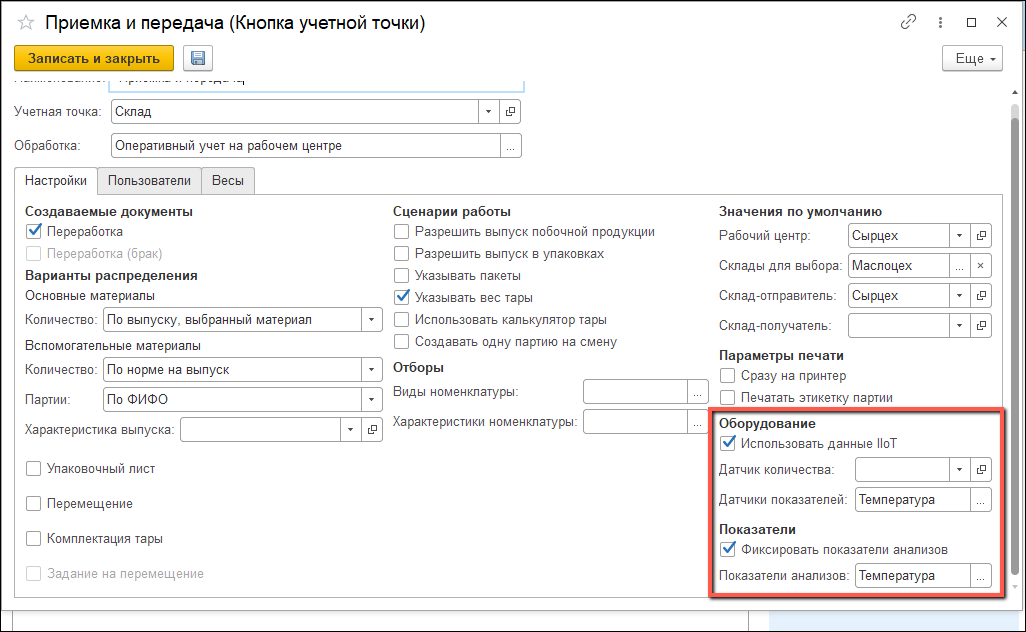 Приемка и передача (Кнопка учетной точки)
Записать и закрыть
Еще
Наименование: Приемка и передача
Учетная точка: Склад
Обработка: Оперативный учет на рабочем центре ...
Настройки Пользователи Весы
Создаваемые документы
Переработка
Переработка (брак)
Варианты распределения
Основные материалы
Количество: По выпуску, выбранный материал
Вспомогательные материалы
Количество: По норме на выпуск
Партии: По ФИФО
Характеристика выпуска:
Упаковочный лист
Перемещение
Комплектация тары
Задание на перемещение
Сценарии работы
Разрешить выпуск побочной продукции
Разрешить выпуск в упаковках
Указывать пакеты
Указывать вес тары
Использовать калькулятор тары
Создавать одну партию на смену
Отборы
Виды номенклатуры: ...
Характеристики номенклатуры: ...
Значения по умолчанию
Рабочий центр: Сырцех
Склады для выбора: Маслоцех ... ×
Склад-отправитель: Сырцех
Склад-получатель:
Параметры печати
Сразу на принтер
Печатать этикетку партии
Оборудование
Использовать данные IIoT
Датчик количества:
Датчики показателей: Температура ...
Показатели
Фиксировать показатели анализов
Показатели анализов: Температура ...